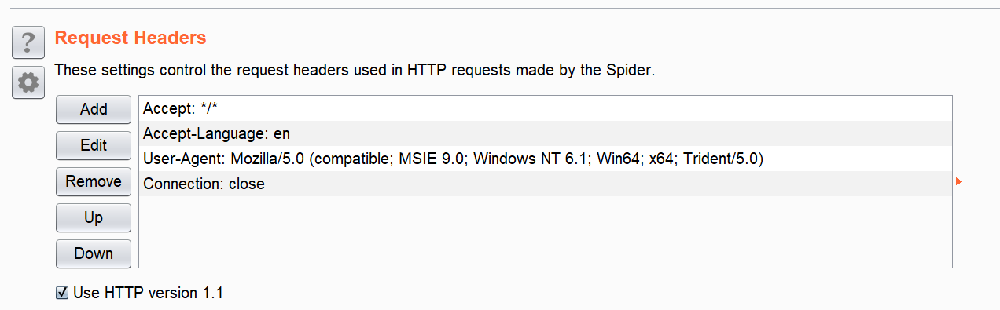 ?
Request Headers
These settings control the request headers used in HTTP requests made by the Spider.
Add
Edit
Remove
Up
Down
Accept: */*
Accept-Language: en
User-Agent: Mozilla/5.0 (compatible; MSIE 9.0; Windows NT 6.1; Win64; x64; Trident/5.0)
Connection: close
Use HTTP version 1.1